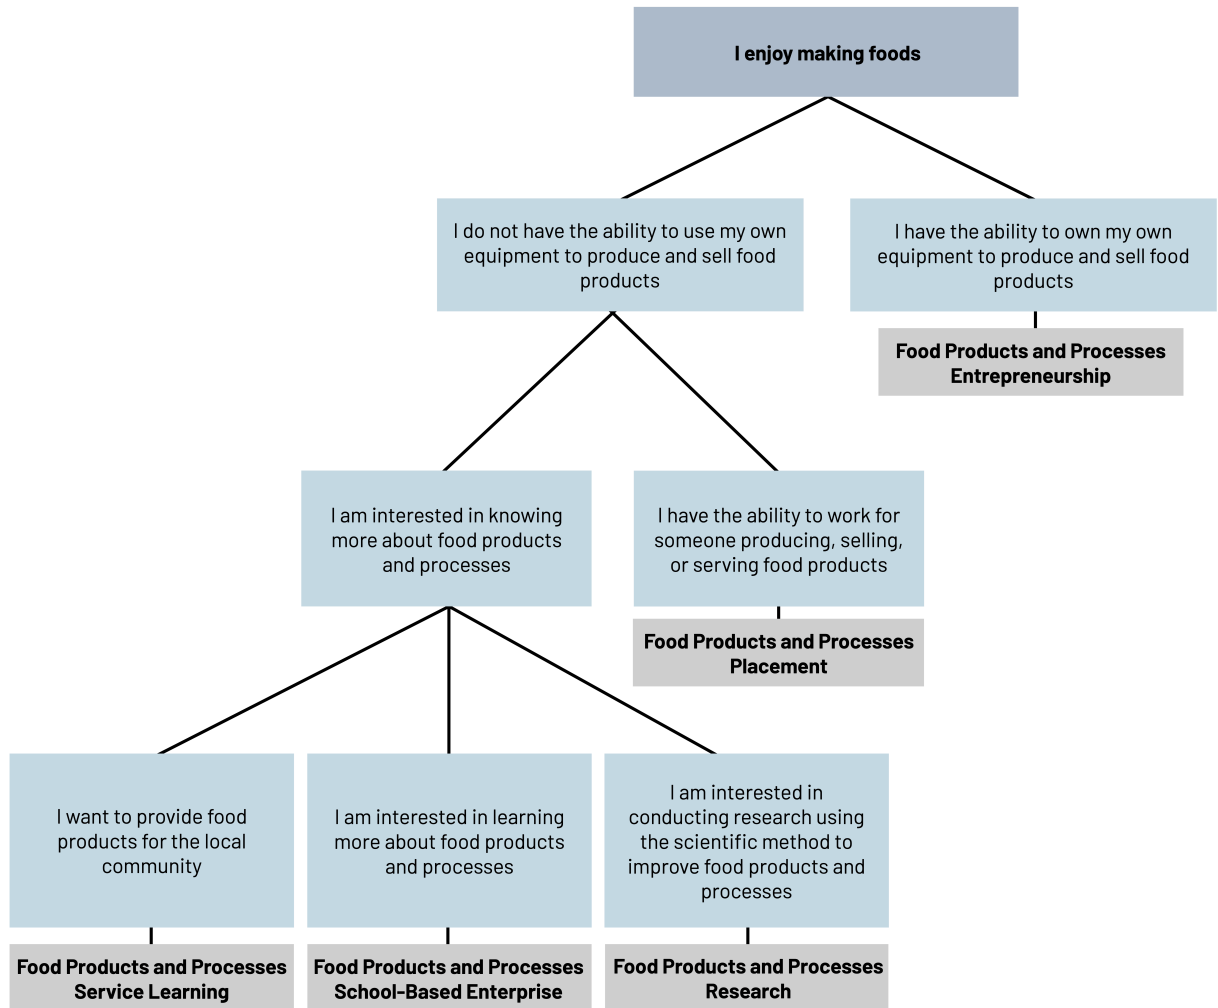 I enjoy making foods
I do not have the ability to use my own
equipment to produce and sell food
products
I have the ability to own my own
equipment to produce and sell food
products
Food Products and Processes
Entrepreneurship
I am interested in knowing
more about food products
and processes
I have the ability to work for
someone producing, selling,
or serving food products
Food Products and Processes
Placement
I want to provide food
products for the local
community
I am interested in learning
more about food products
and processes
I am interested in
conducting research using
the scientific method to
improve food products and
processes
Food Products and Processes
Service Learning
Food Products and Processes
School-Based Enterprise
Food Products and Processes
Research